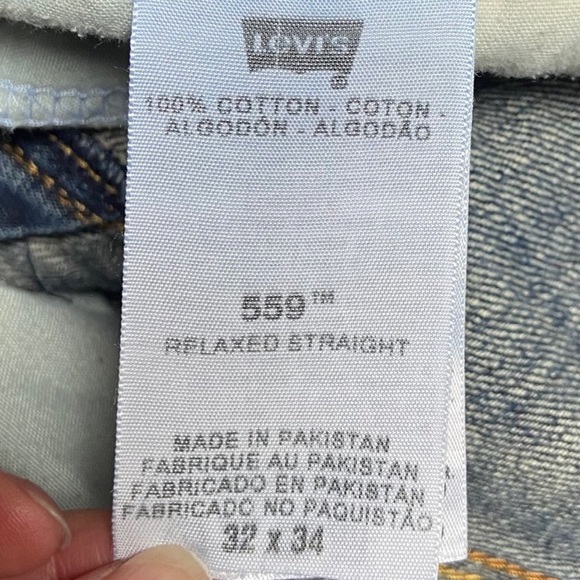 LEVI'S
®
100% COTTON - COTON -
ALGODÓN - ALGODÃO
559™
RELAXED STRAIGHT
MADE IN PAKISTAN
FABRIQUE AU PAKISTAN
FABRICADO EN PAKISTAN
FABRICADO NO PAQUISTÃO
32 x 34